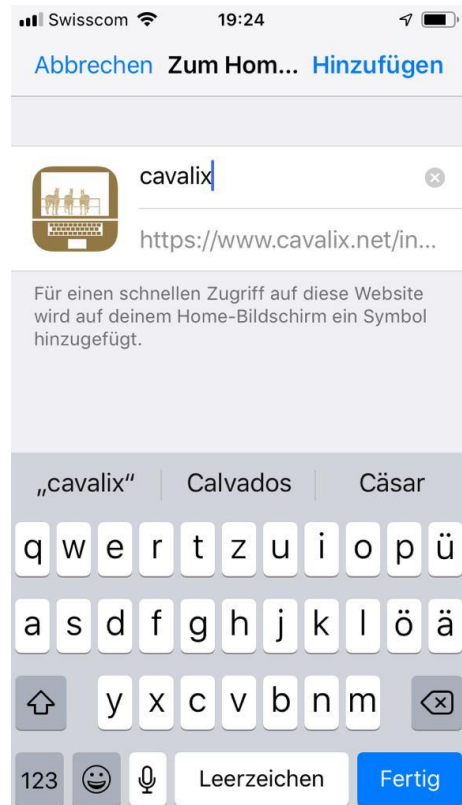 Swisscom 19:24
Abbrechen Zum Hom... Hinzufügen
cavalix
https://www.cavalix.net/in...
Für einen schnellen Zugriff auf diese Website
wird auf deinem Home-Bildschirm ein Symbol
hinzugefügt.
„cavalix“ Calvados Cäsar
q w e r t z u i o p ü
a s d f g h j k l ö ä
y x c v b n m
123 Leerzeichen Fertig